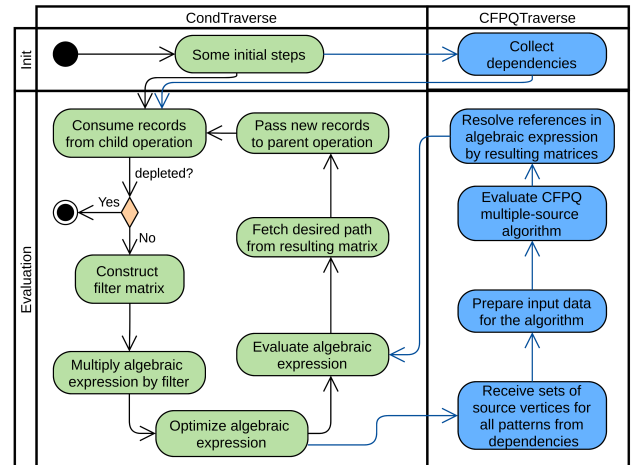 CondTraverse
CFPQTraverse
Init
Some initial steps
Collect
dependencies
Evaluation
Consume records
from child operation
Pass new records
to parent operation
Resolve references in
algebraic expression
by resulting matrices
depleted?
Yes
No
Fetch desired path
from resulting matrix
Evaluate CFPQ
multiple-source
algorithm
Construct
filter matrix
Prepare input data
for the algorithm
Evaluate algebraic
expression
Multiply algebraic
expression by filter
Optimize algebraic
expression
Receive sets of
source vertices for
all patterns from
dependencies